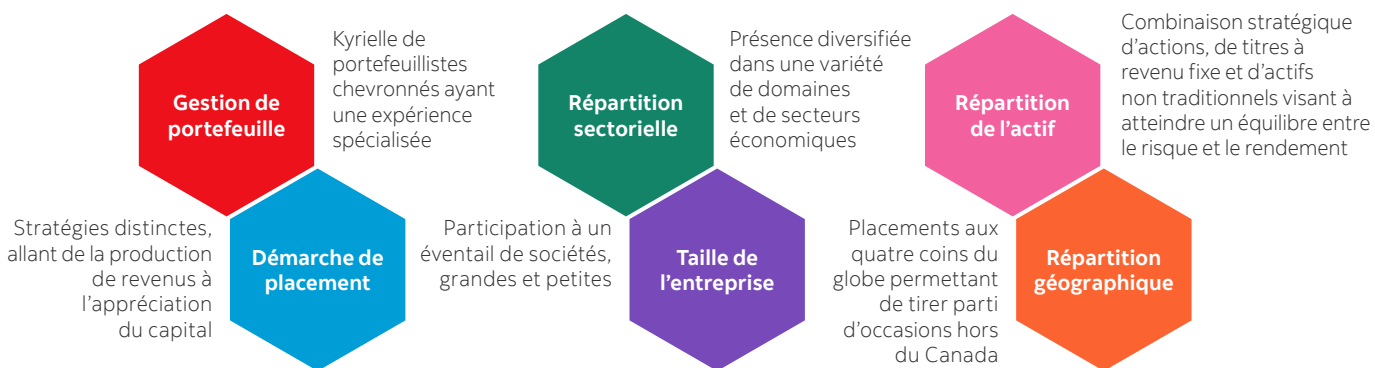 Gestion de
portefeuille
Kyrielle de
portefeuillistes
chevronnés ayant
une expérience
spécialisée
Stratégies distinctes,
allant de la production
de revenus à
l’appréciation
du capital
Démarche de
placement
Répartition
sectorielle
Présence diversifiée
dans une variété
de domaines
et de secteurs
économiques
Participation à un
éventail de sociétés,
grandes et petites
Taille de
l’entreprise
Répartition
de l’actif
Combinaison stratégique
d’actions, de titres à
revenu fixe et d’actifs
non traditionnels visant à
atteindre un équilibre entre
le risque et le rendement
Placements aux
quatre coins du
globe permettant
de tirer parti
d’occasions hors
du Canada
Répartition
géographique